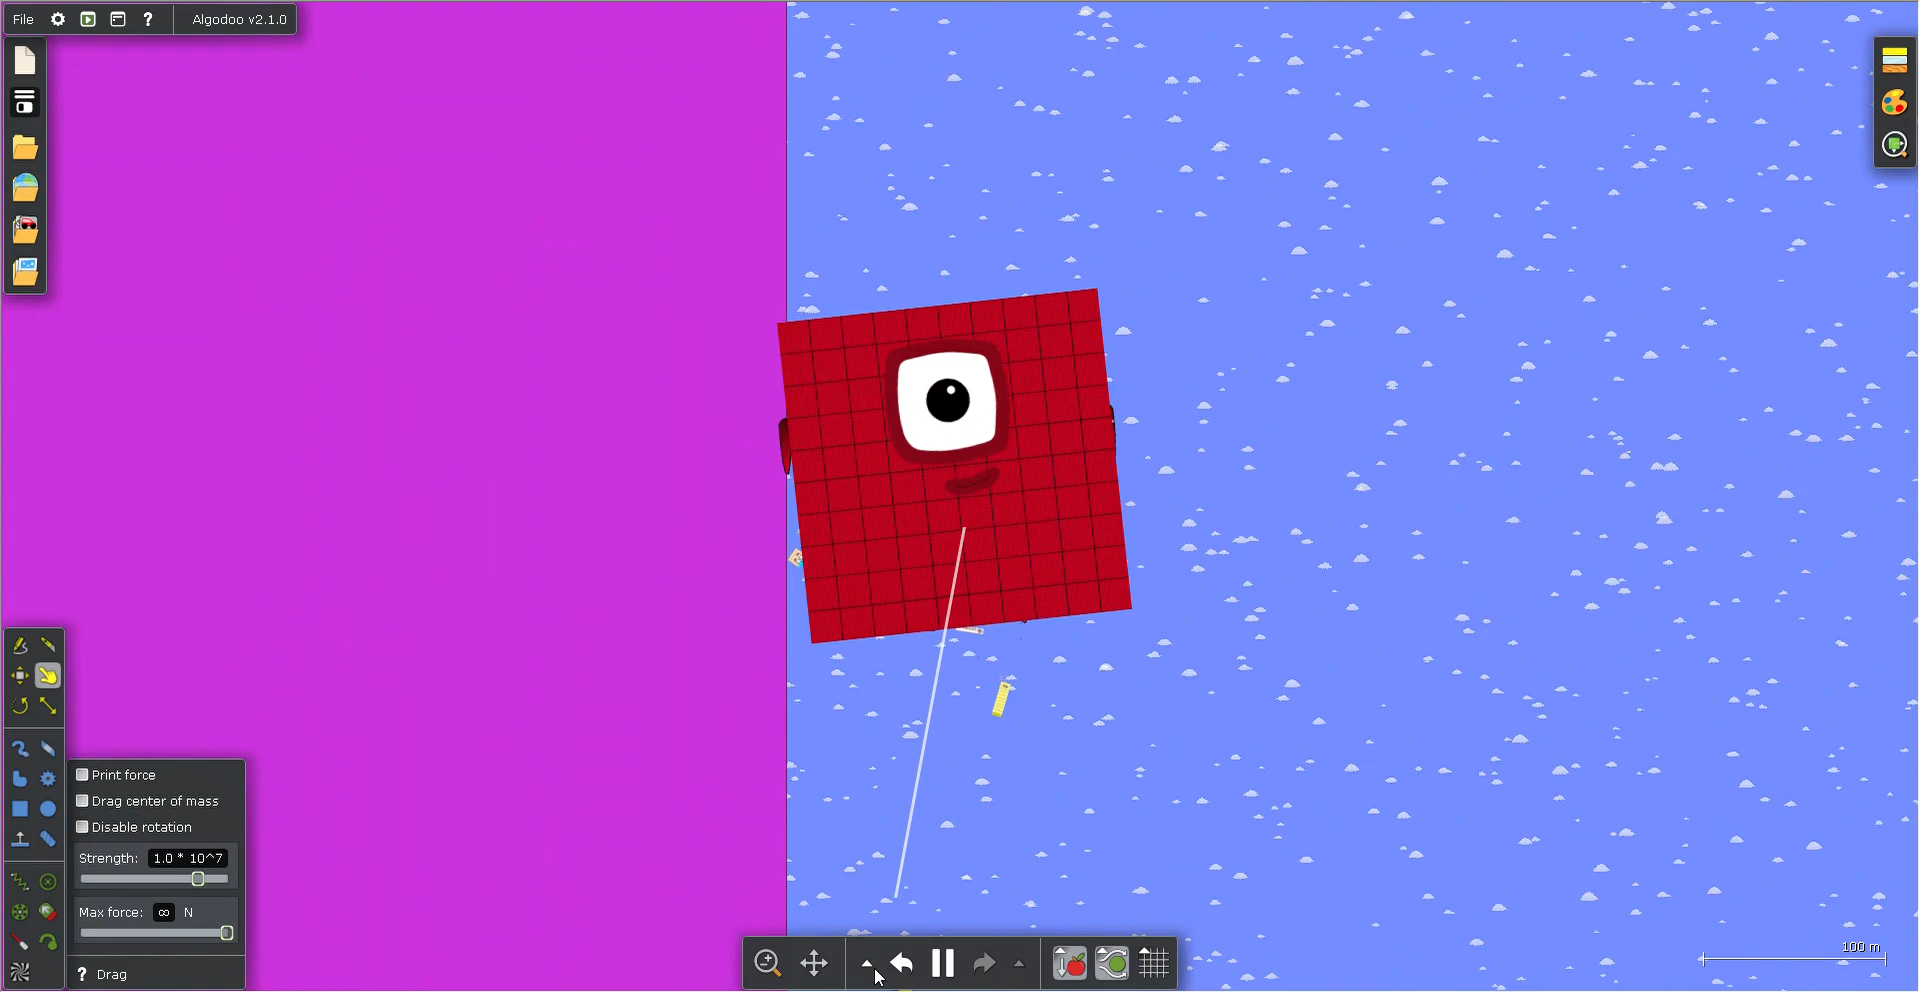 File ? Algodoo v2.1.0
Print force
Drag center of mass
Disable rotation
Strength: 1.0 * 10^7
Max force: ∞ N
? Drag
100 m